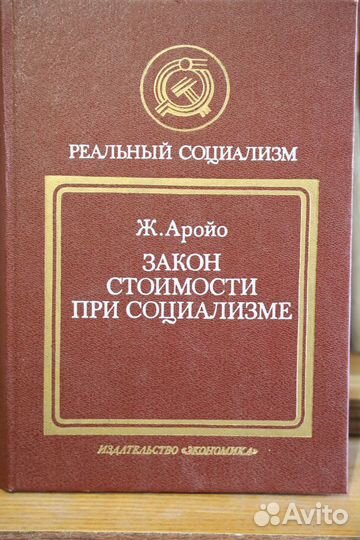 РЕАЛЬНЫЙ СОЦИАЛИЗМ
Ж. Аройо
ЗАКОН
СТОИМОСТИ
ПРИ СОЦИАЛИЗМЕ
ИЗДАТЕЛЬСТВО «ЭКОНОМИКА»
Avito